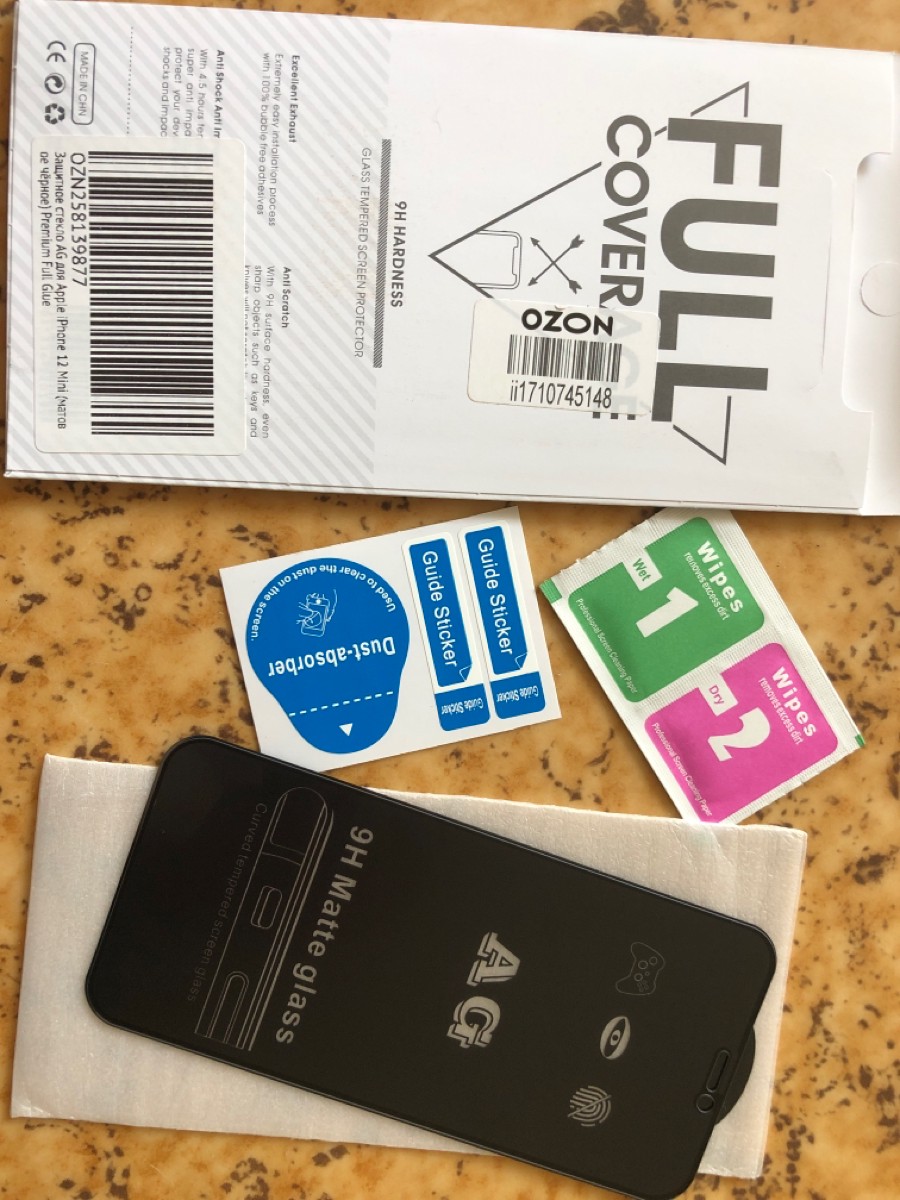 FULL
COVERAGE
9H HARDNESS
GLASS TEMPERED SCREEN PROTECTOR
OZON
ii1710745148
Excellent Exhaust
Extremely easy installation process
with 100% bubble free adhesives
Anti Scratch
With 9H surface hardness, even
sharp objects such as keys and
Anti Shock Anti Im
With 4.5 hours
super anti impa
protect your dev
shocks and impac
MADE IN CHN
CE
OZN258139877
Защитное стекло AG для Apple iPhone 12 Mini (матов
ое чёрное) Premium Full Glue
Used to clear the dust on the screen.
Dust-absorber
Guide Sticker
Guide Sticker
Guide Sticker
Guide Sticker
Wipes
removes excess dirt
Wet
1
Professional Screen Cleaning Paper
Wipes
removes excess dirt
Dry
2
Professional Screen Cleaning Paper
AG
9H Matte glass
Curved tempered screen glass